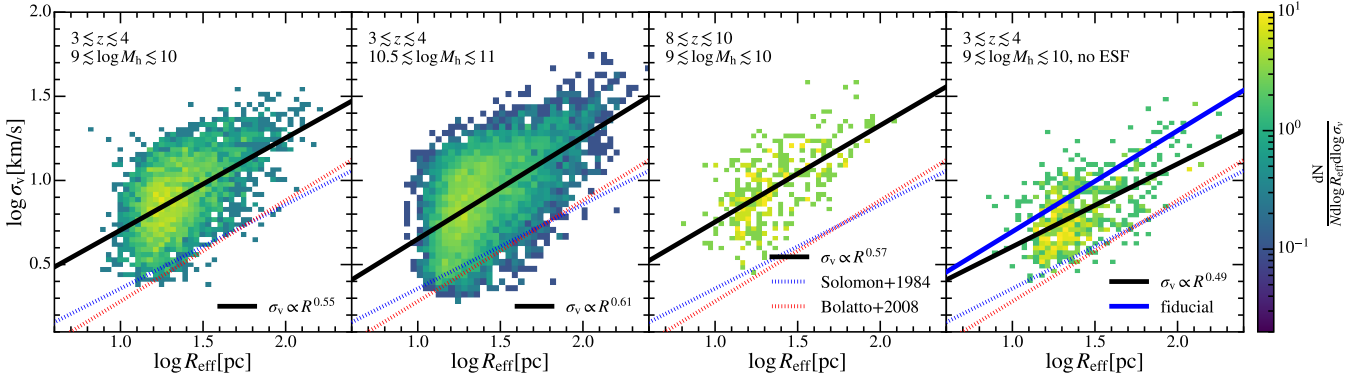 3 ≲ z ≲ 4
9 ≲ log M_h ≲ 10
3 ≲ z ≲ 4
10.5 ≲ log M_h ≲ 11
8 ≲ z ≲ 10
9 ≲ log M_h ≲ 10
3 ≲ z ≲ 4
9 ≲ log M_h ≲ 10, no ESF
2.0
1.5
1.0
0.5
log σ_v [km/s]
σ_v ∝ R^0.55
σ_v ∝ R^0.61
σ_v ∝ R^0.57
Solomon+1984
Bolatto+2008
σ_v ∝ R^0.49
fiducial
1.0 1.5 2.0
1.0 1.5 2.0
1.0 1.5 2.0
1.0 1.5 2.0
log R_eff [pc]
log R_eff [pc]
log R_eff [pc]
log R_eff [pc]
10^1
10^0
10^−1
dN
Ndlog R_eff dlog σ_v